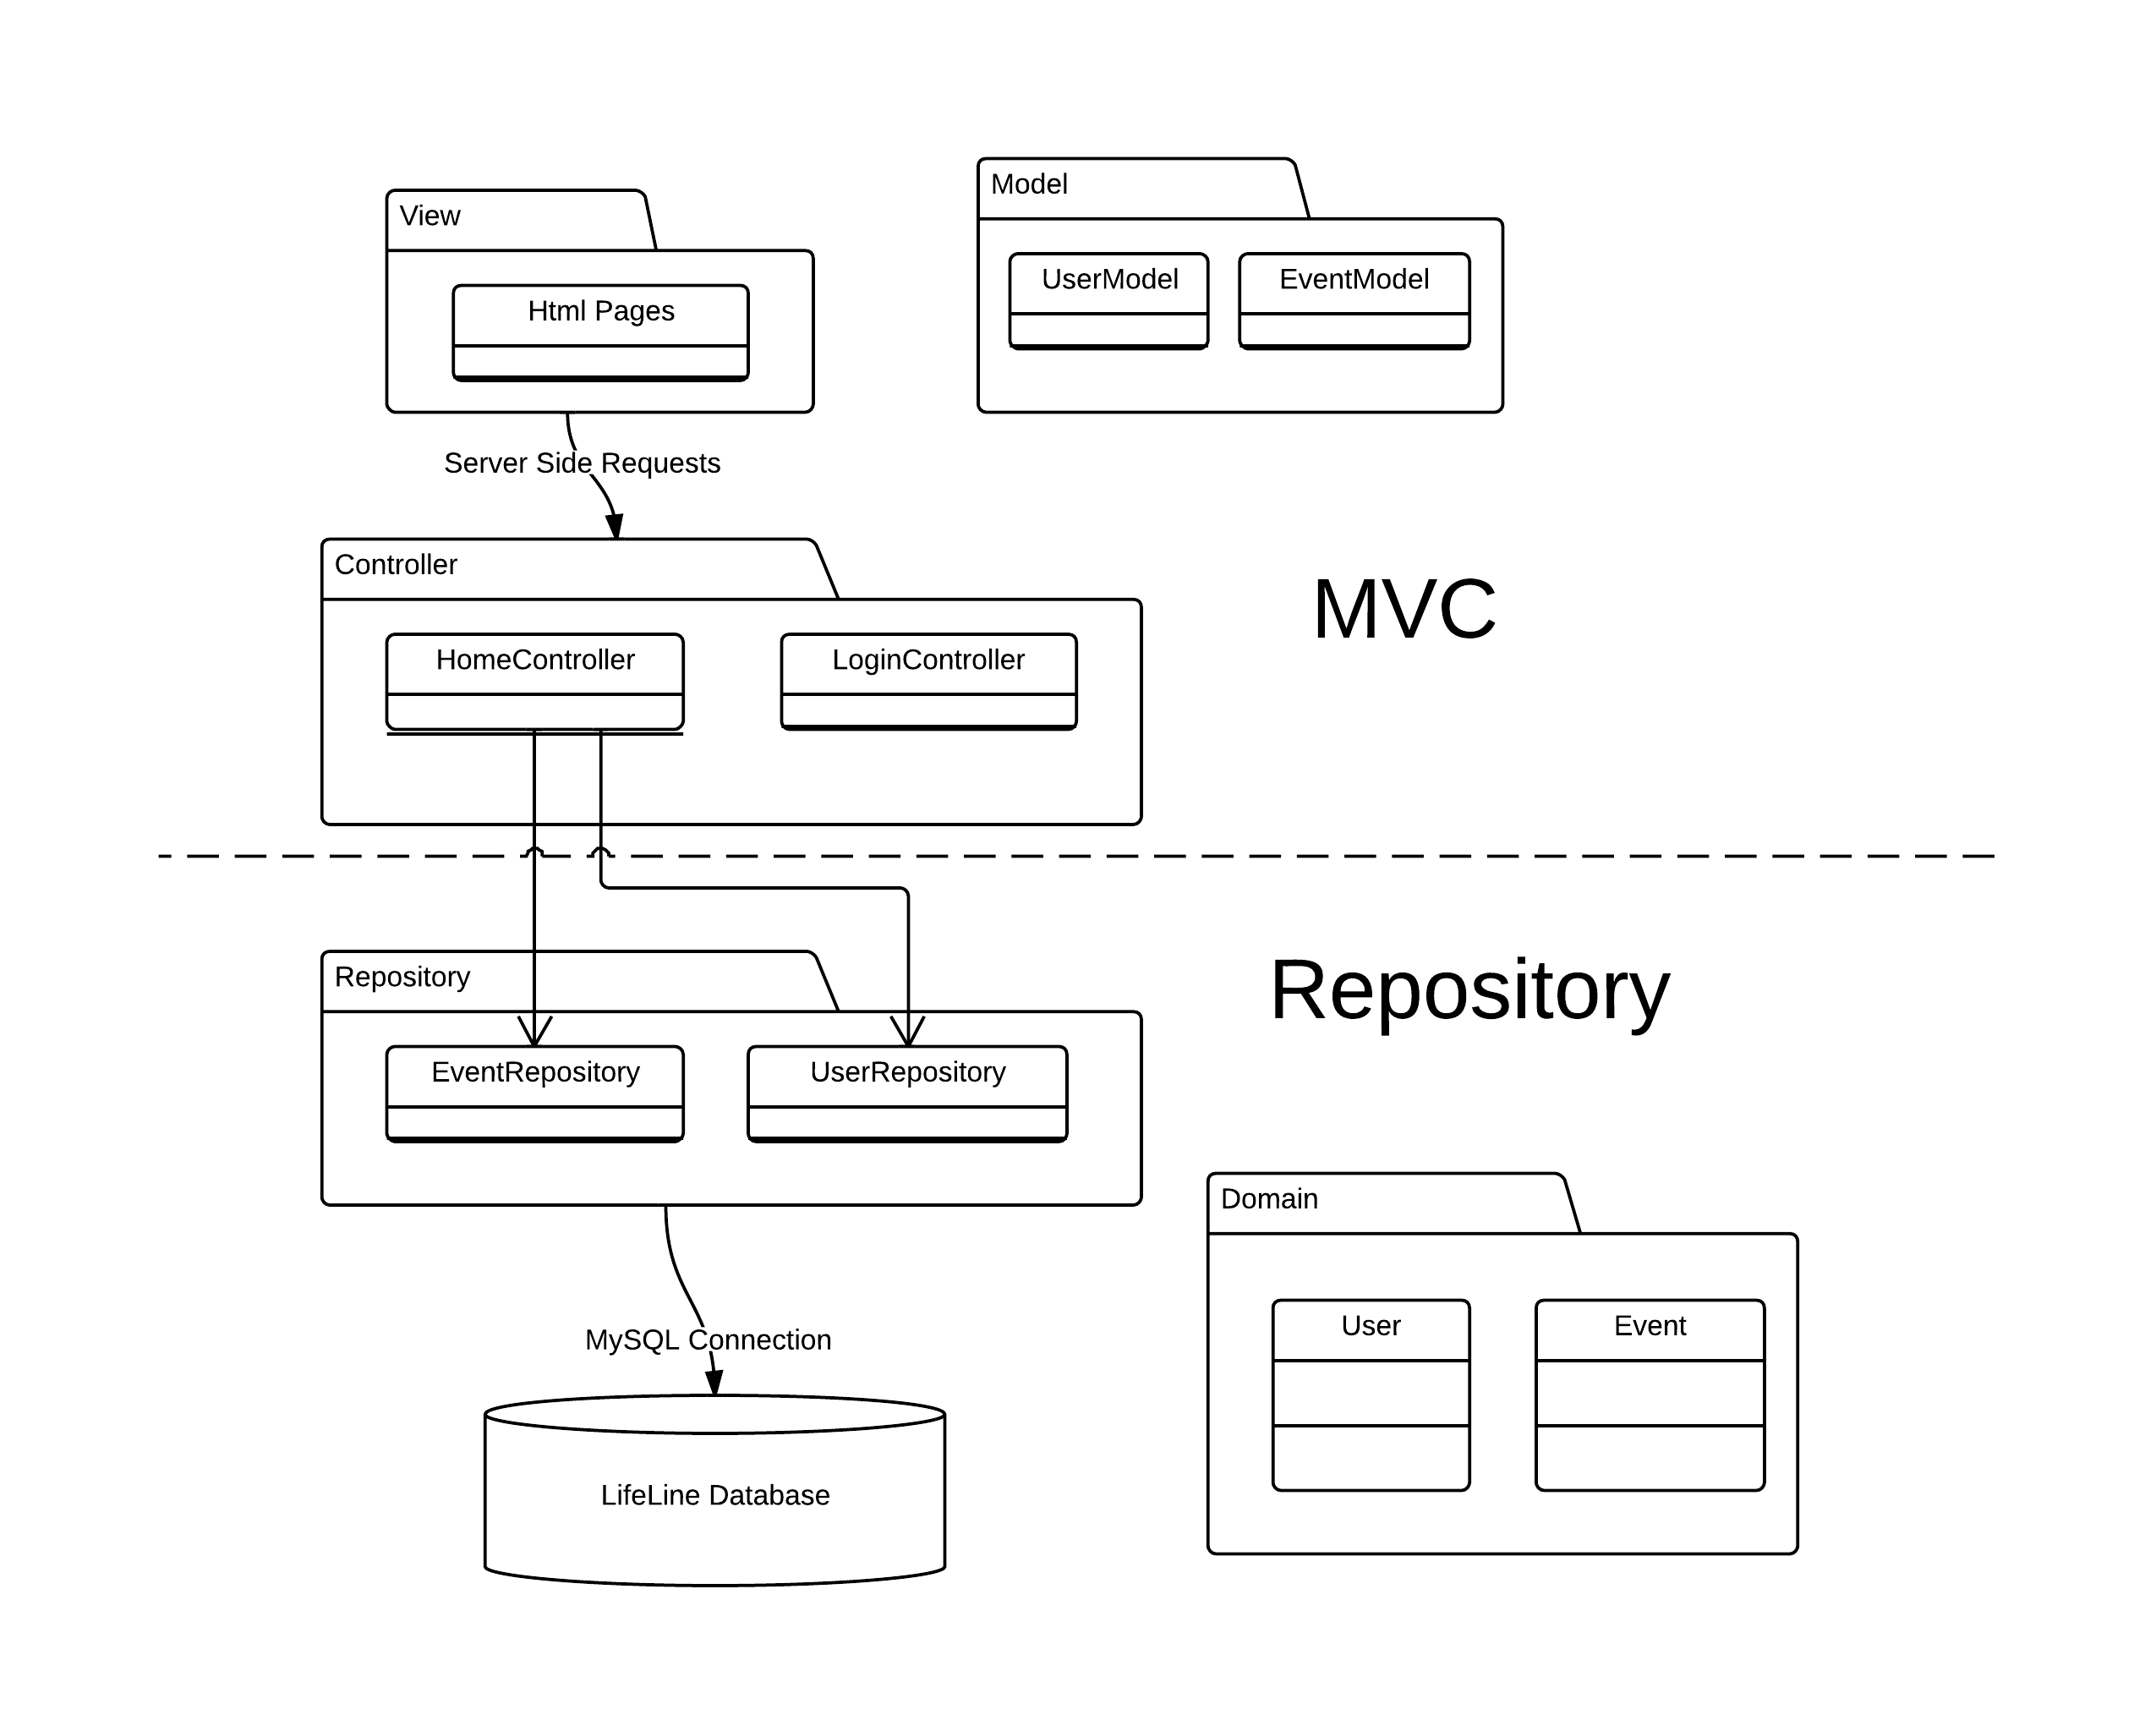 View
Html Pages
Model
UserModel
EventModel
Server Side Requests
Controller
HomeController
LoginController
MVC
Repository
EventRepository
UserRepository
Repository
MySQL Connection
LifeLine Database
Domain
User
Event